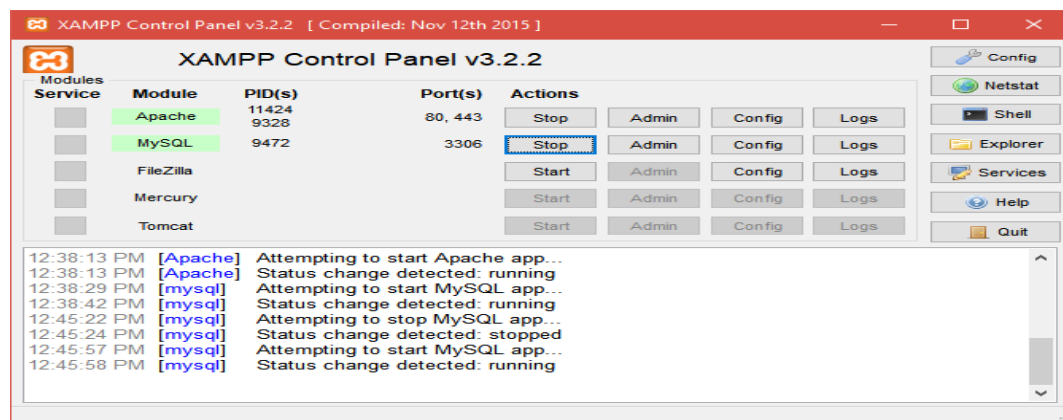 XAMPP Control Panel v3.2.2 [ Compiled: Nov 12th 2015 ]
XAMPP Control Panel v3.2.2
Config
Modules
Netstat
Service Module PID(s) Port(s) Actions
Apache 11424 9328 80, 443 Stop Admin Config Logs
Shell
MySQL 9472 3306 Stop Admin Config Logs
Explorer
FileZilla Start Admin Config Logs
Services
Mercury Start Admin Config Logs
Help
Tomcat Start Admin Config Logs
Quit
12:38:13 PM [Apache] Attempting to start Apache app...
12:38:13 PM [Apache] Status change detected: running
12:38:29 PM [mysql] Attempting to start MySQL app...
12:38:42 PM [mysql] Status change detected: running
12:45:22 PM [mysql] Attempting to stop MySQL app...
12:45:24 PM [mysql] Status change detected: stopped
12:45:57 PM [mysql] Attempting to start MySQL app...
12:45:58 PM [mysql] Status change detected: running